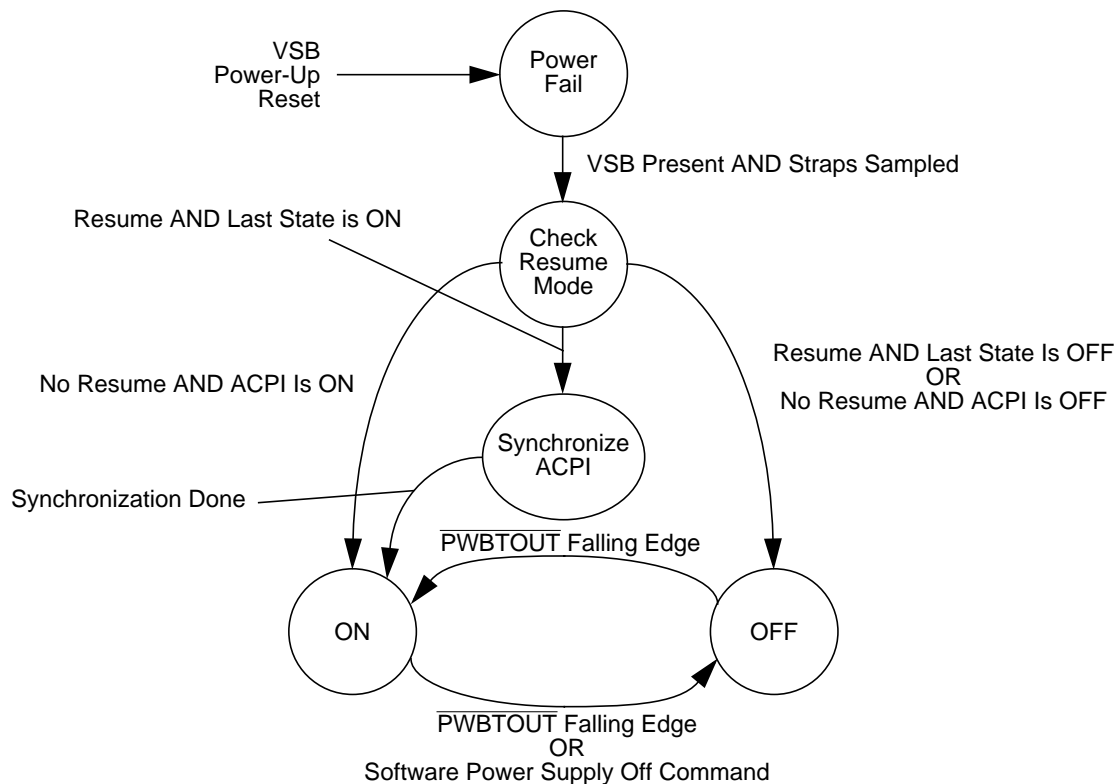 VSB
Power-Up
Reset
Power
Fail
VSB Present AND Straps Sampled
Resume AND Last State is ON
Check
Resume
Mode
Resume AND Last State Is OFF
OR
No Resume AND ACPI Is OFF
No Resume AND ACPI Is ON
Synchronize
ACPI
Synchronization Done
PWBTOUT Falling Edge
ON
OFF
PWBTOUT Falling Edge
OR
Software Power Supply Off Command